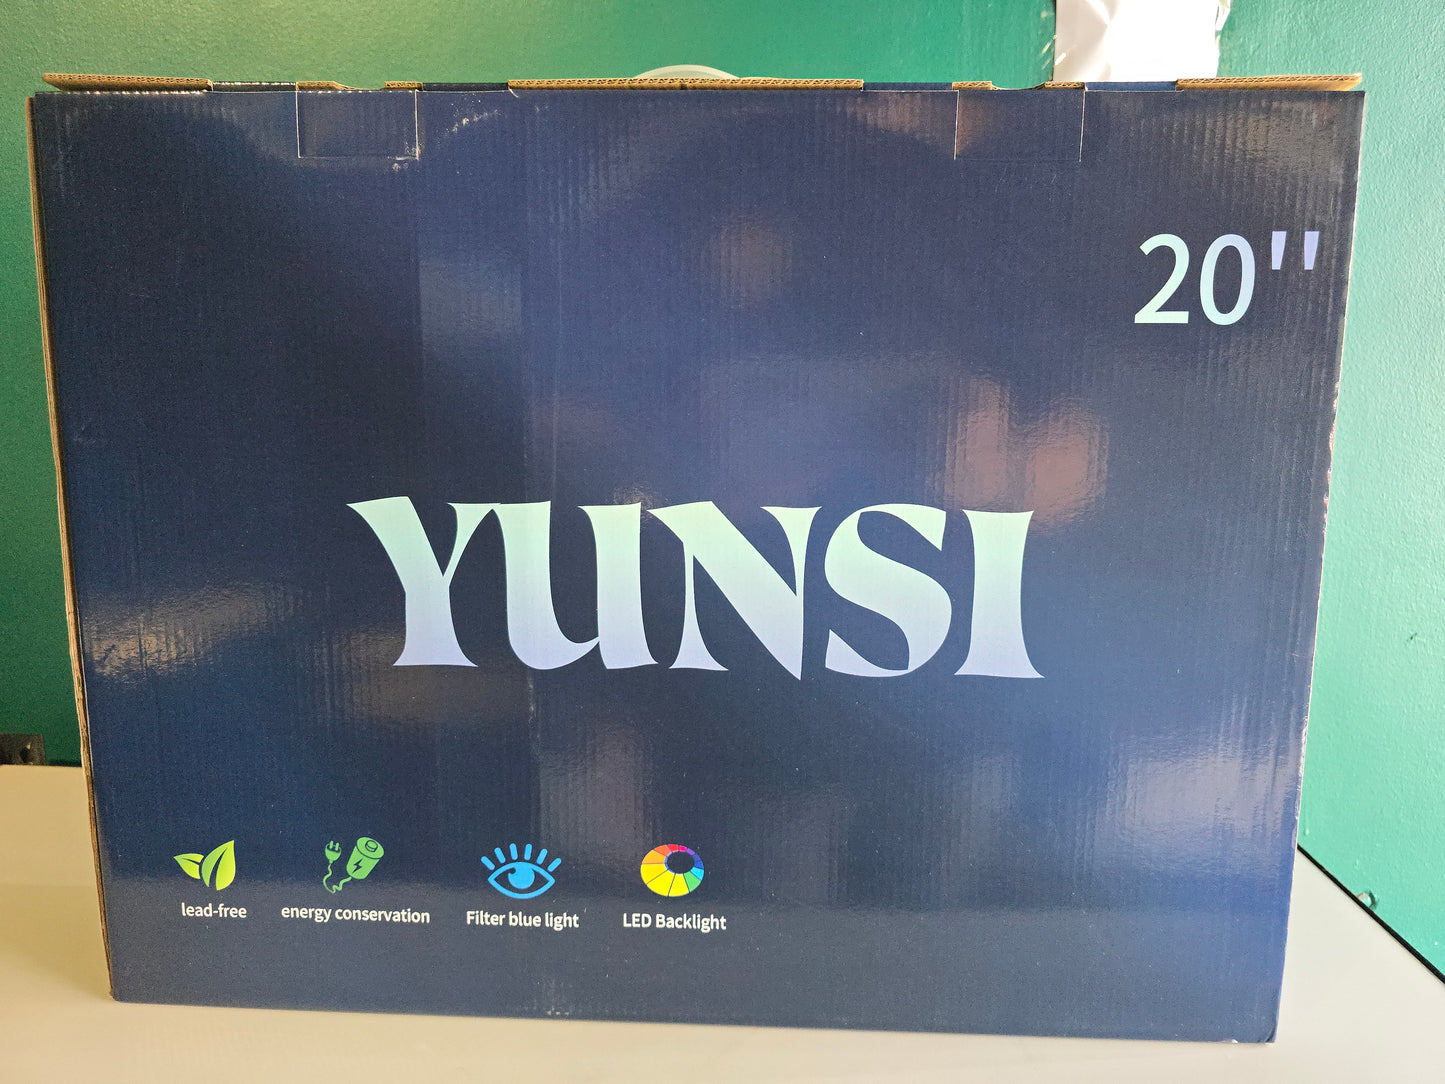 20''
YUNSI
lead-free
energy conservation
Filter blue light
LED Backlight